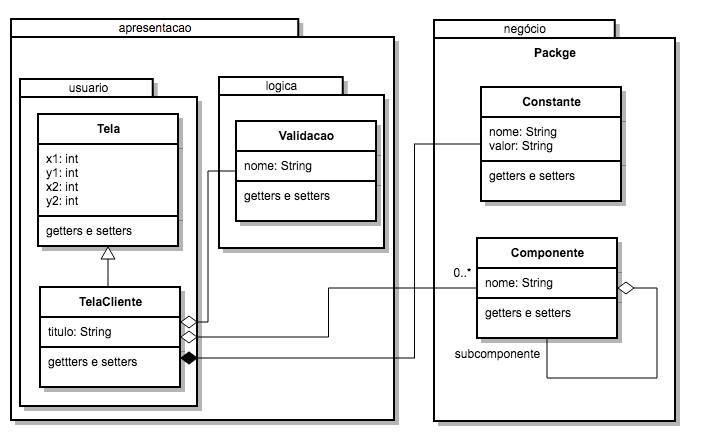 apresentacao
negócio
Packge
usuario
logica
Tela
x1: int
y1: int
x2: int
y2: int
getters e setters
Validacao
nome: String
getters e setters
Constante
nome: String
valor: String
getters e setters
TelaCliente
titulo: String
gettters e setters
0..*
Componente
nome: String
getters e setters
subcomponente